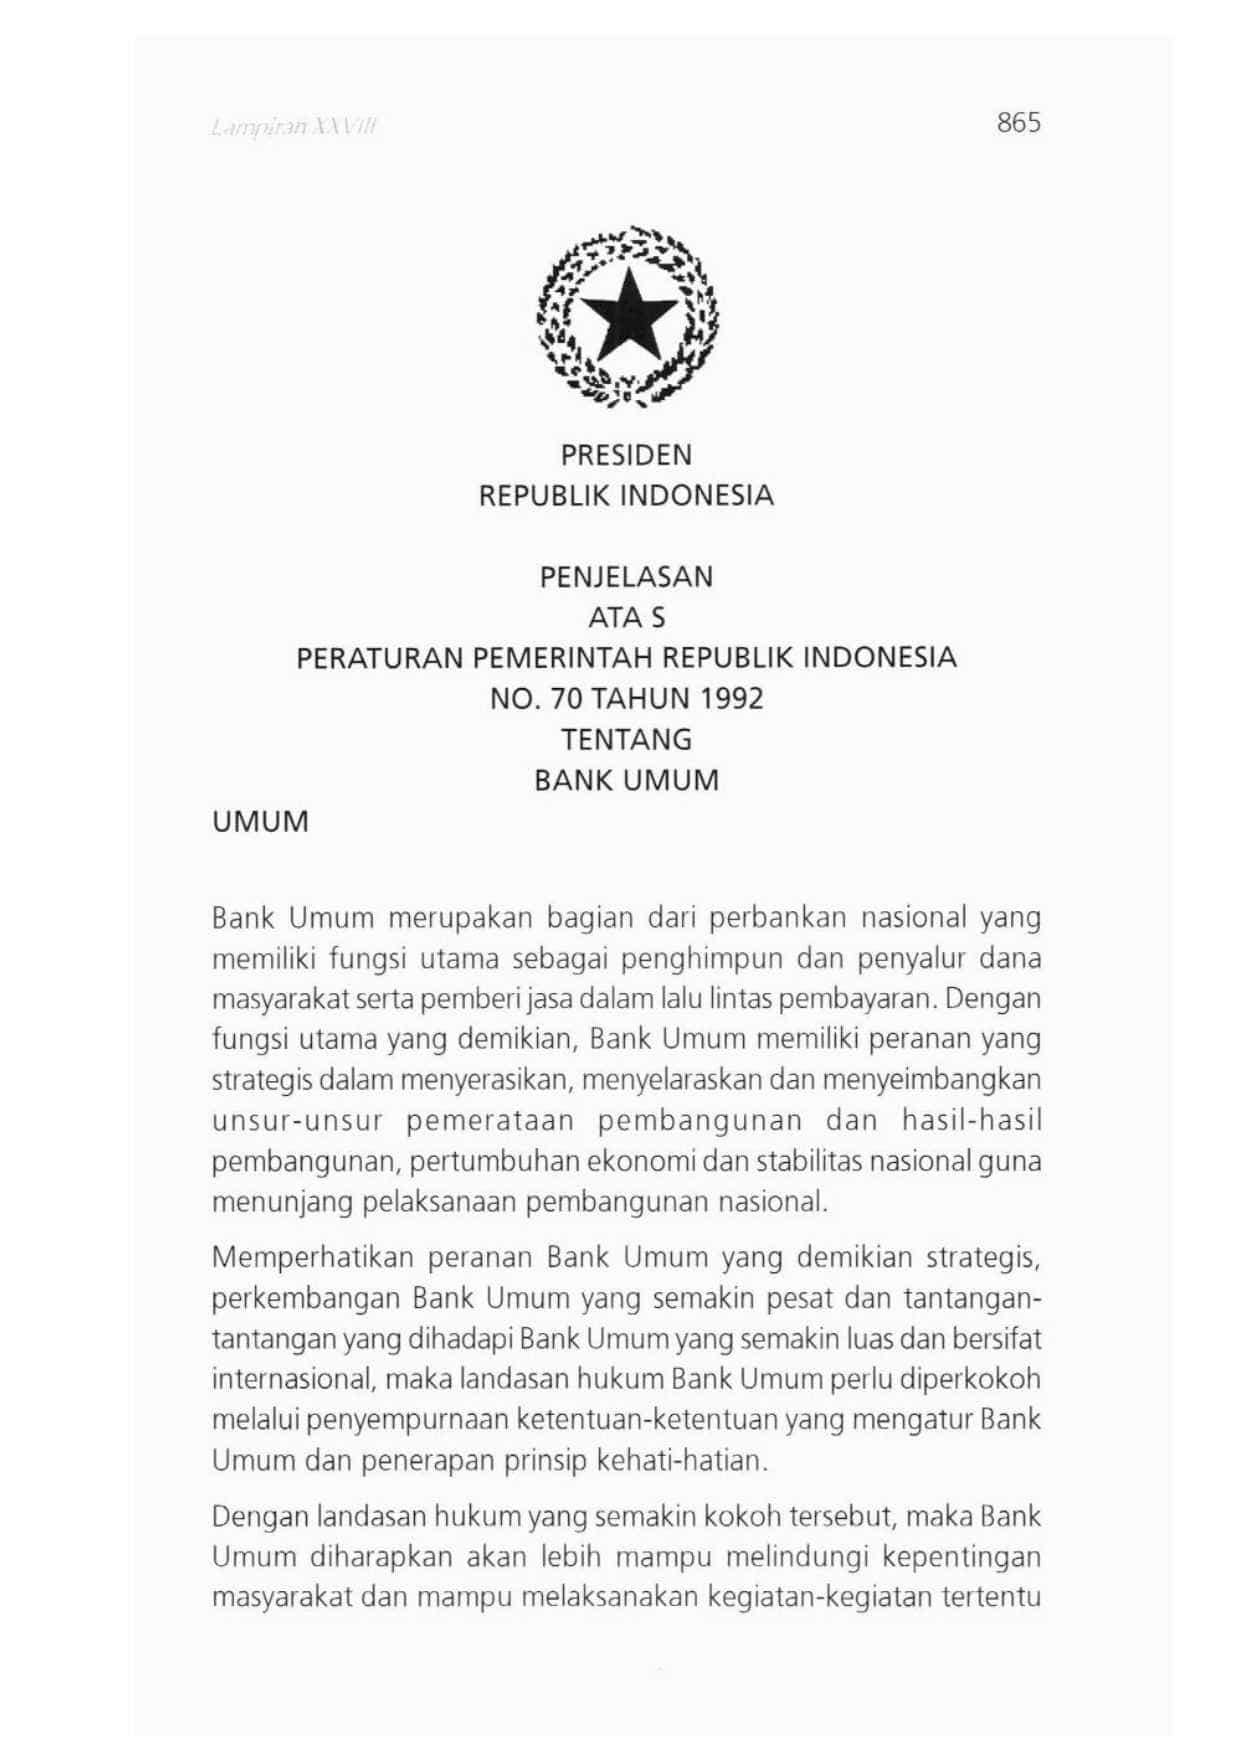 Lampiran XXVIII
865
PRESIDEN
REPUBLIK INDONESIA
PENJELASAN
ATA S
PERATURAN PEMERINTAH REPUBLIK INDONESIA
NO. 70 TAHUN 1992
TENTANG
BANK UMUM
UMUM
Bank Umum merupakan bagian dari perbankan nasional yang
memiliki fungsi utama sebagai penghimpun dan penyalur dana
masyarakat serta pemberi jasa dalam lalu lintas pembayaran. Dengan
fungsi utama yang demikian, Bank Umum memiliki peranan yang
strategis dalam menyerasikan, menyelaraskan dan menyeimbangkan
unsur-unsur pemerataan pembangunan dan hasil-hasil
pembangunan, pertumbuhan ekonomi dan stabilitas nasional guna
menunjang pelaksanaan pembangunan nasional.
Memperhatikan peranan Bank Umum yang demikian strategis,
perkembangan Bank Umum yang semakin pesat dan tantangan-
tantangan yang dihadapi Bank Umum yang semakin luas dan bersifat
internasional, maka landasan hukum Bank Umum perlu diperkokoh
melalui penyempurnaan ketentuan-ketentuan yang mengatur Bank
Umum dan penerapan prinsip kehati-hatian.
Dengan landasan hukum yang semakin kokoh tersebut, maka Bank
Umum diharapkan akan lebih mampu melindungi kepentingan
masyarakat dan mampu melaksanakan kegiatan-kegiatan tertentu